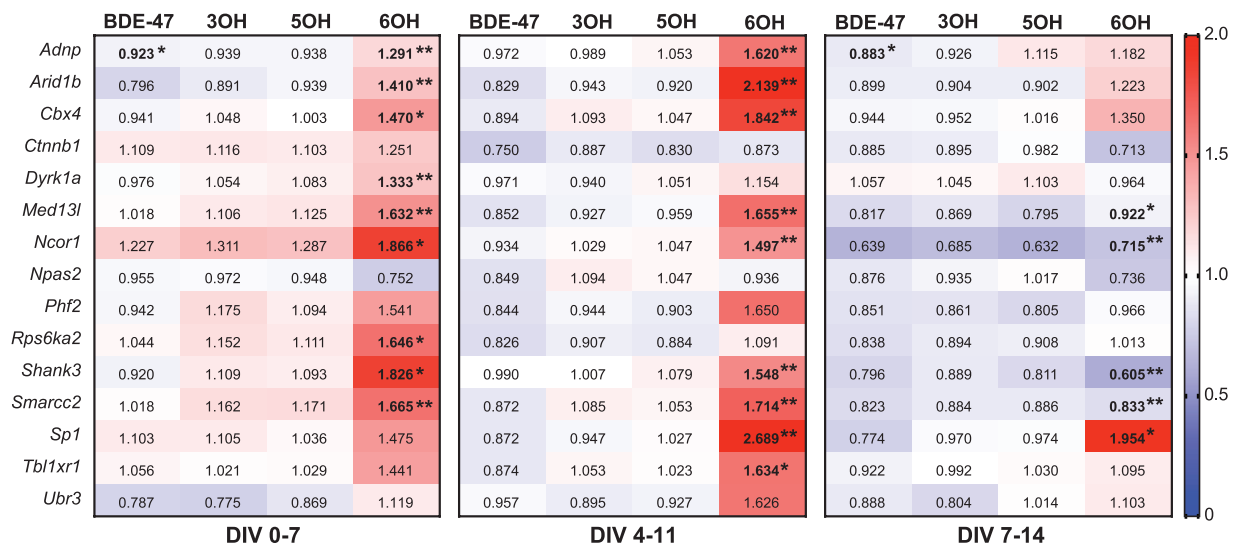 BDE-47 3OH 5OH 6OH BDE-47 3OH 5OH 6OH BDE-47 3OH 5OH 6OH
Adnp 0.923 * 0.939 0.938 1.291 ** 0.972 0.989 1.053 1.620 ** 0.883 * 0.926 1.115 1.182 2.0
Arid1b 0.796 0.891 0.939 1.410 ** 0.829 0.943 0.920 2.139 ** 0.899 0.904 0.902 1.223
Cbx4 0.941 1.048 1.003 1.470 * 0.894 1.093 1.047 1.842 ** 0.944 0.952 1.016 1.350
Ctnnb1 1.109 1.116 1.103 1.251 0.750 0.887 0.830 0.873 0.885 0.895 0.982 0.713 1.5
Dyrk1a 0.976 1.054 1.083 1.333 ** 0.971 0.940 1.051 1.154 1.057 1.045 1.103 0.964
Med13l 1.018 1.106 1.125 1.632 ** 0.852 0.927 0.959 1.655 ** 0.817 0.869 0.795 0.922 *
Ncor1 1.227 1.311 1.287 1.866 * 0.934 1.029 1.047 1.497 ** 0.639 0.685 0.632 0.715 **
Npas2 0.955 0.972 0.948 0.752 0.849 1.094 1.047 0.936 0.876 0.935 1.017 0.736 1.0
Phf2 0.942 1.175 1.094 1.541 0.844 0.944 0.903 1.650 0.851 0.861 0.805 0.966
Rps6ka2 1.044 1.152 1.111 1.646 * 0.826 0.907 0.884 1.091 0.838 0.894 0.908 1.013
Shank3 0.920 1.109 1.093 1.826 * 0.990 1.007 1.079 1.548 ** 0.796 0.889 0.811 0.605 **
Smarcc2 1.018 1.162 1.171 1.665 ** 0.872 1.085 1.053 1.714 ** 0.823 0.884 0.886 0.833 ** 0.5
Sp1 1.103 1.105 1.036 1.475 0.872 0.947 1.027 2.689 ** 0.774 0.970 0.974 1.954 *
Tbl1xr1 1.056 1.021 1.029 1.441 0.874 1.053 1.023 1.634 * 0.922 0.992 1.030 1.095
Ubr3 0.787 0.775 0.869 1.119 0.957 0.895 0.927 1.626 0.888 0.804 1.014 1.103 0
DIV 0-7 DIV 4-11 DIV 7-14